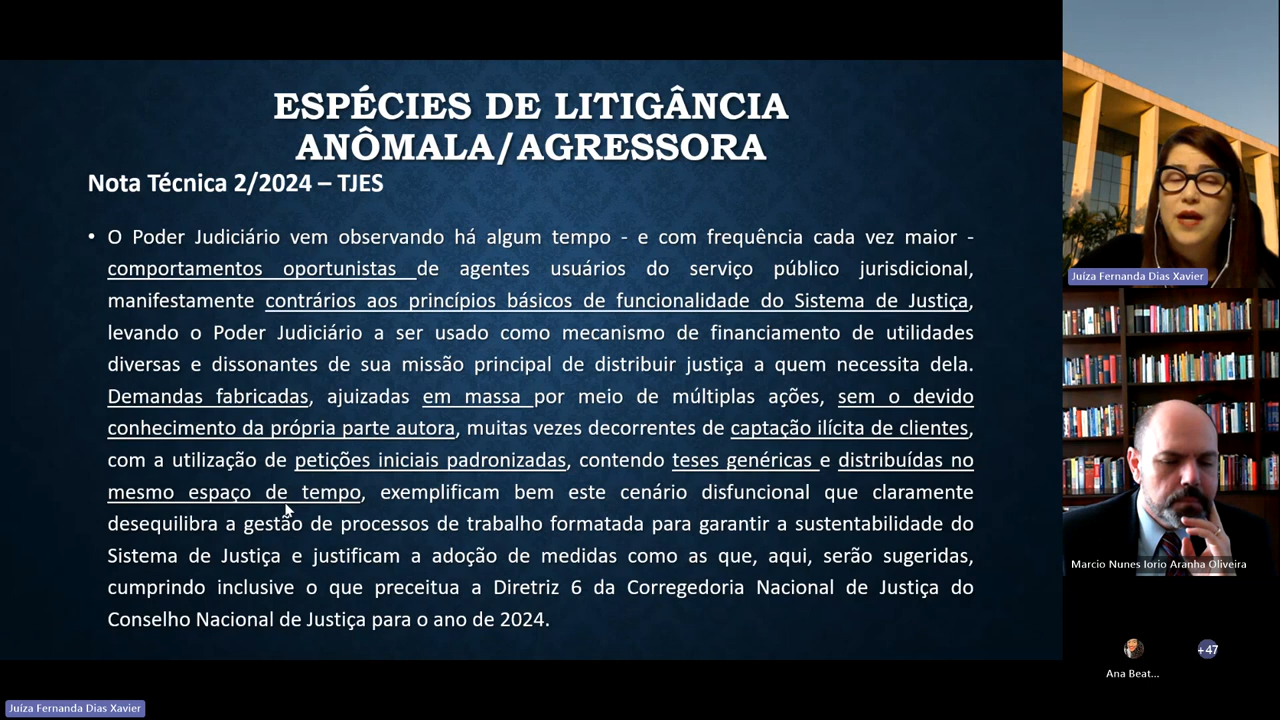 ESPÉCIES DE LITIGÂNCIA
ANÔMALA/AGRESSORA
Nota Técnica 2/2024 – TJES
• O Poder Judiciário vem observando há algum tempo - e com frequência cada vez maior -
comportamentos oportunistas de agentes usuários do serviço público jurisdicional,
manifestamente contrários aos princípios básicos de funcionalidade do Sistema de Justiça,
levando o Poder Judiciário a ser usado como mecanismo de financiamento de utilidades
diversas e dissonantes de sua missão principal de distribuir justiça a quem necessita dela.
Demandas fabricadas, ajuizadas em massa por meio de múltiplas ações, sem o devido
conhecimento da própria parte autora, muitas vezes decorrentes de captação ilícita de clientes,
com a utilização de petições iniciais padronizadas, contendo teses genéricas e distribuídas no
mesmo espaço de tempo, exemplificam bem este cenário disfuncional que claramente
desequilibra a gestão de processos de trabalho formatada para garantir a sustentabilidade do
Sistema de Justiça e justificam a adoção de medidas como as que, aqui, serão sugeridas,
cumprindo inclusive o que preceitua a Diretriz 6 da Corregedoria Nacional de Justiça do
Conselho Nacional de Justiça para o ano de 2024.
Juíza Fernanda Dias Xavier
Marcio Nunes Iorio Aranha Oliveira
Ana Beat...
+47
Juíza Fernanda Dias Xavier